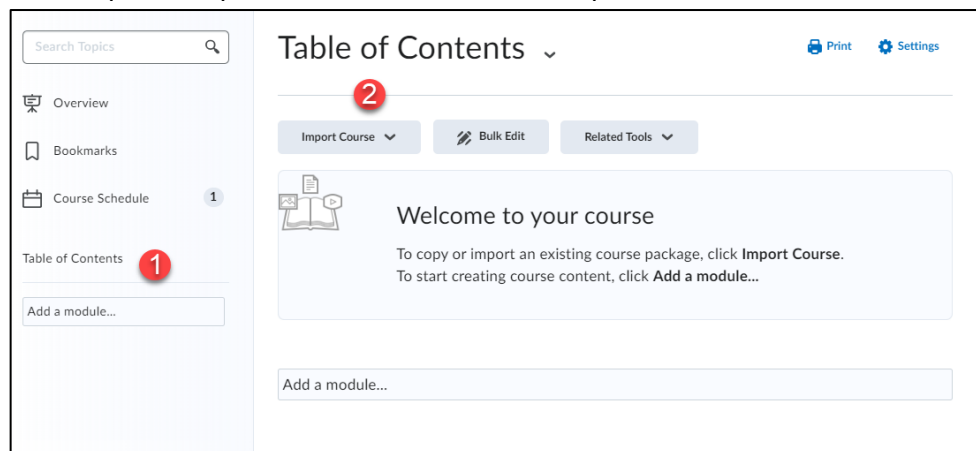 Search Topics
Overview
Bookmarks
Course Schedule 1
Table of Contents 1
Add a module...
Table of Contents
Print Settings
2
Import Course Bulk Edit Related Tools
Welcome to your course
To copy or import an existing course package, click Import Course.
To start creating course content, click Add a module...
Add a module...